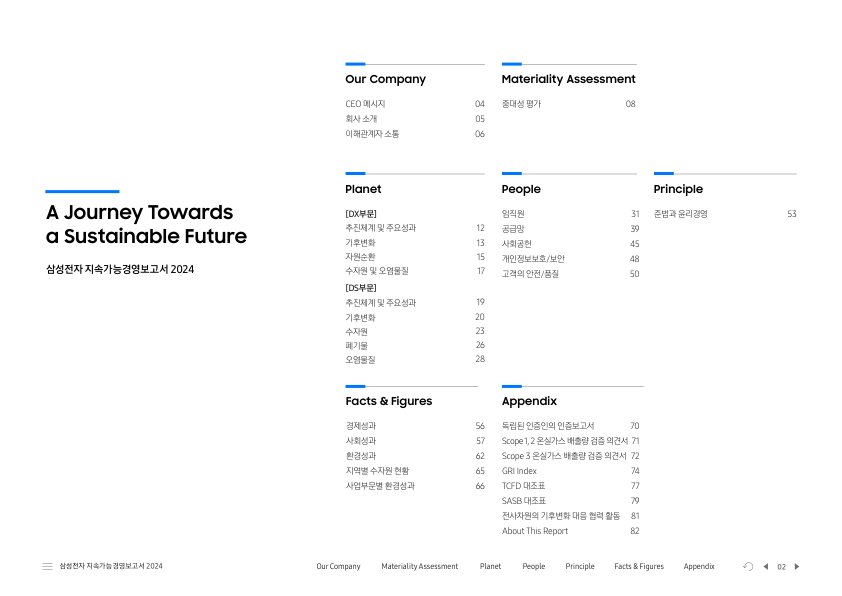 A Journey Towards
a Sustainable Future
삼성전자 지속가능경영보고서 2024
Our Company
CEO 메시지 04
회사 소개 05
이해관계자 소통 06
Materiality Assessment
중대성 평가 08
Planet
[DX부문]
추진체계 및 주요성과 12
기후변화 13
자원순환 15
수자원 및 오염물질 17
[DS부문]
추진체계 및 주요성과 19
기후변화 20
수자원 23
폐기물 26
오염물질 28
People
임직원 31
공급망 39
사회공헌 45
개인정보보호/보안 48
고객의 안전/품질 50
Principle
준법과 윤리경영 53
Facts & Figures
경제성과 56
사회성과 57
환경성과 62
지역별 수자원 현황 65
사업부문별 환경성과 66
Appendix
독립된 인증인의 인증보고서 70
Scope 1, 2 온실가스 배출량 검증 의견서 71
Scope 3 온실가스 배출량 검증 의견서 72
GRI Index 74
TCFD 대조표 77
SASB 대조표 79
전사차원의 기후변화 대응 협력 활동 81
About This Report 82
삼성전자 지속가능경영보고서 2024
Our Company Materiality Assessment Planet People Principle Facts & Figures Appendix 02